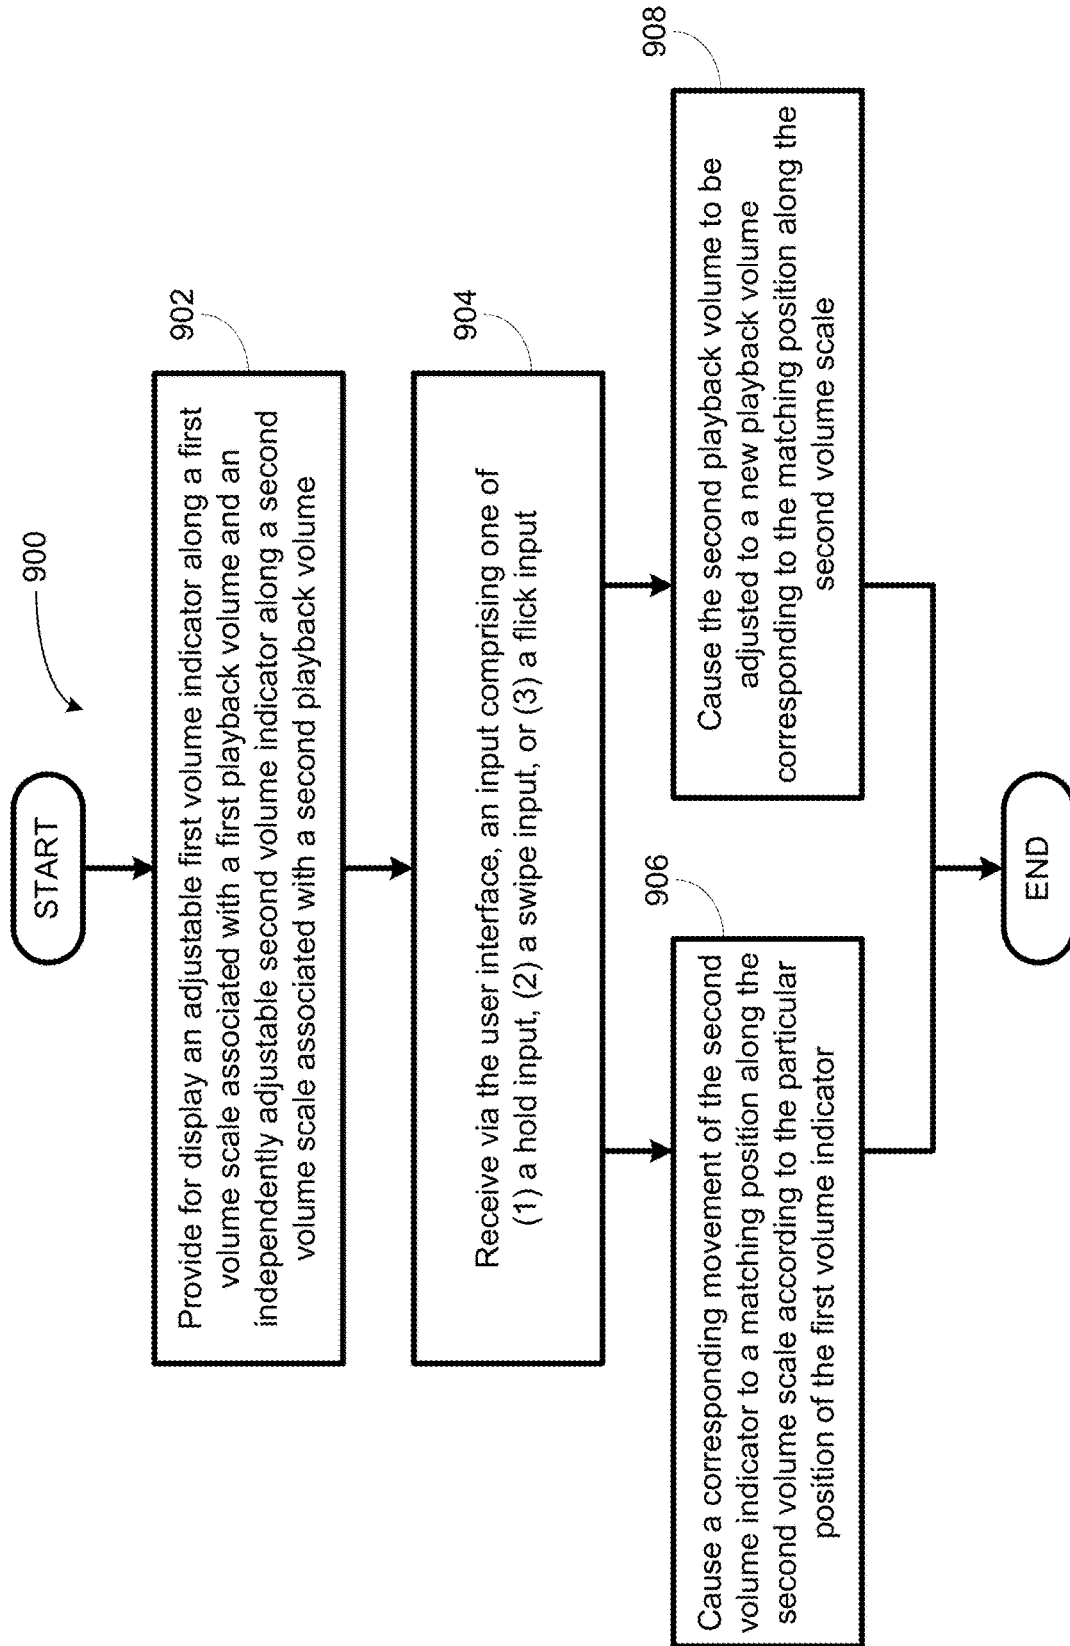 900
START
902
Provide for display an adjustable first volume indicator along a first
volume scale associated with a first playback volume and an
independently adjustable second volume indicator along a second
volume scale associated with a second playback volume
904
Receive via the user interface, an input comprising one of
(1) a hold input, (2) a swipe input, or (3) a flick input
906
Cause a corresponding movement of the second
volume indicator to a matching position along the
second volume scale according to the particular
position of the first volume indicator
908
Cause the second playback volume to be
adjusted to a new playback volume
corresponding to the matching position along the
second volume scale
END